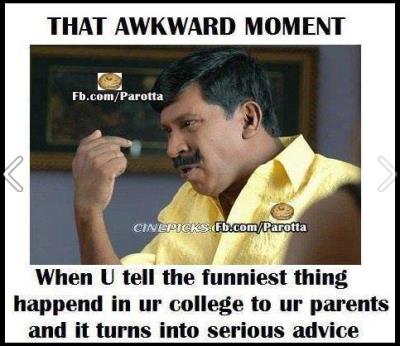 THAT AWKWARD MOMENT
Fb.com/Parotta
CINEPICKS Fb.com/Parotta
When U tell the funniest thing
happend in ur college to ur parents
and it turns into serious advice